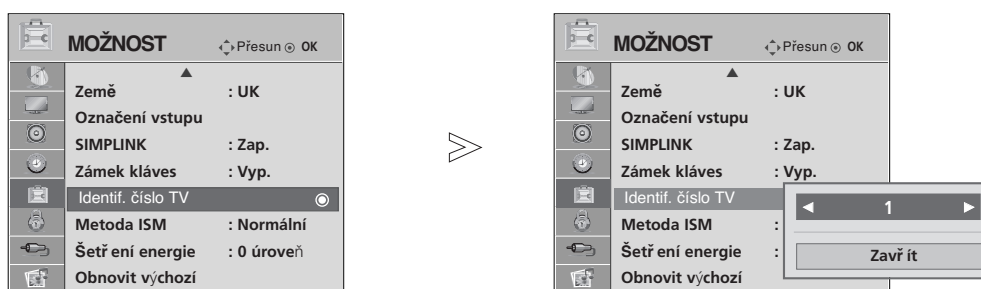 MOŽNOST Přesun OK
Země : UK
Označení vstupu
SIMPLINK : Zap.
Zámek kláves : Vyp.
Identif. číslo TV
Metoda ISM : Normální
Šetř ení energie : 0 úroveň
Obnovit výchozí
MOŽNOST Přesun OK
Země : UK
Označení vstupu
SIMPLINK : Zap.
Zámek kláves : Vyp.
Identif. číslo TV
Metoda ISM :
Šetř ení energie :
Obnovit výchozí
1
Zavř ít